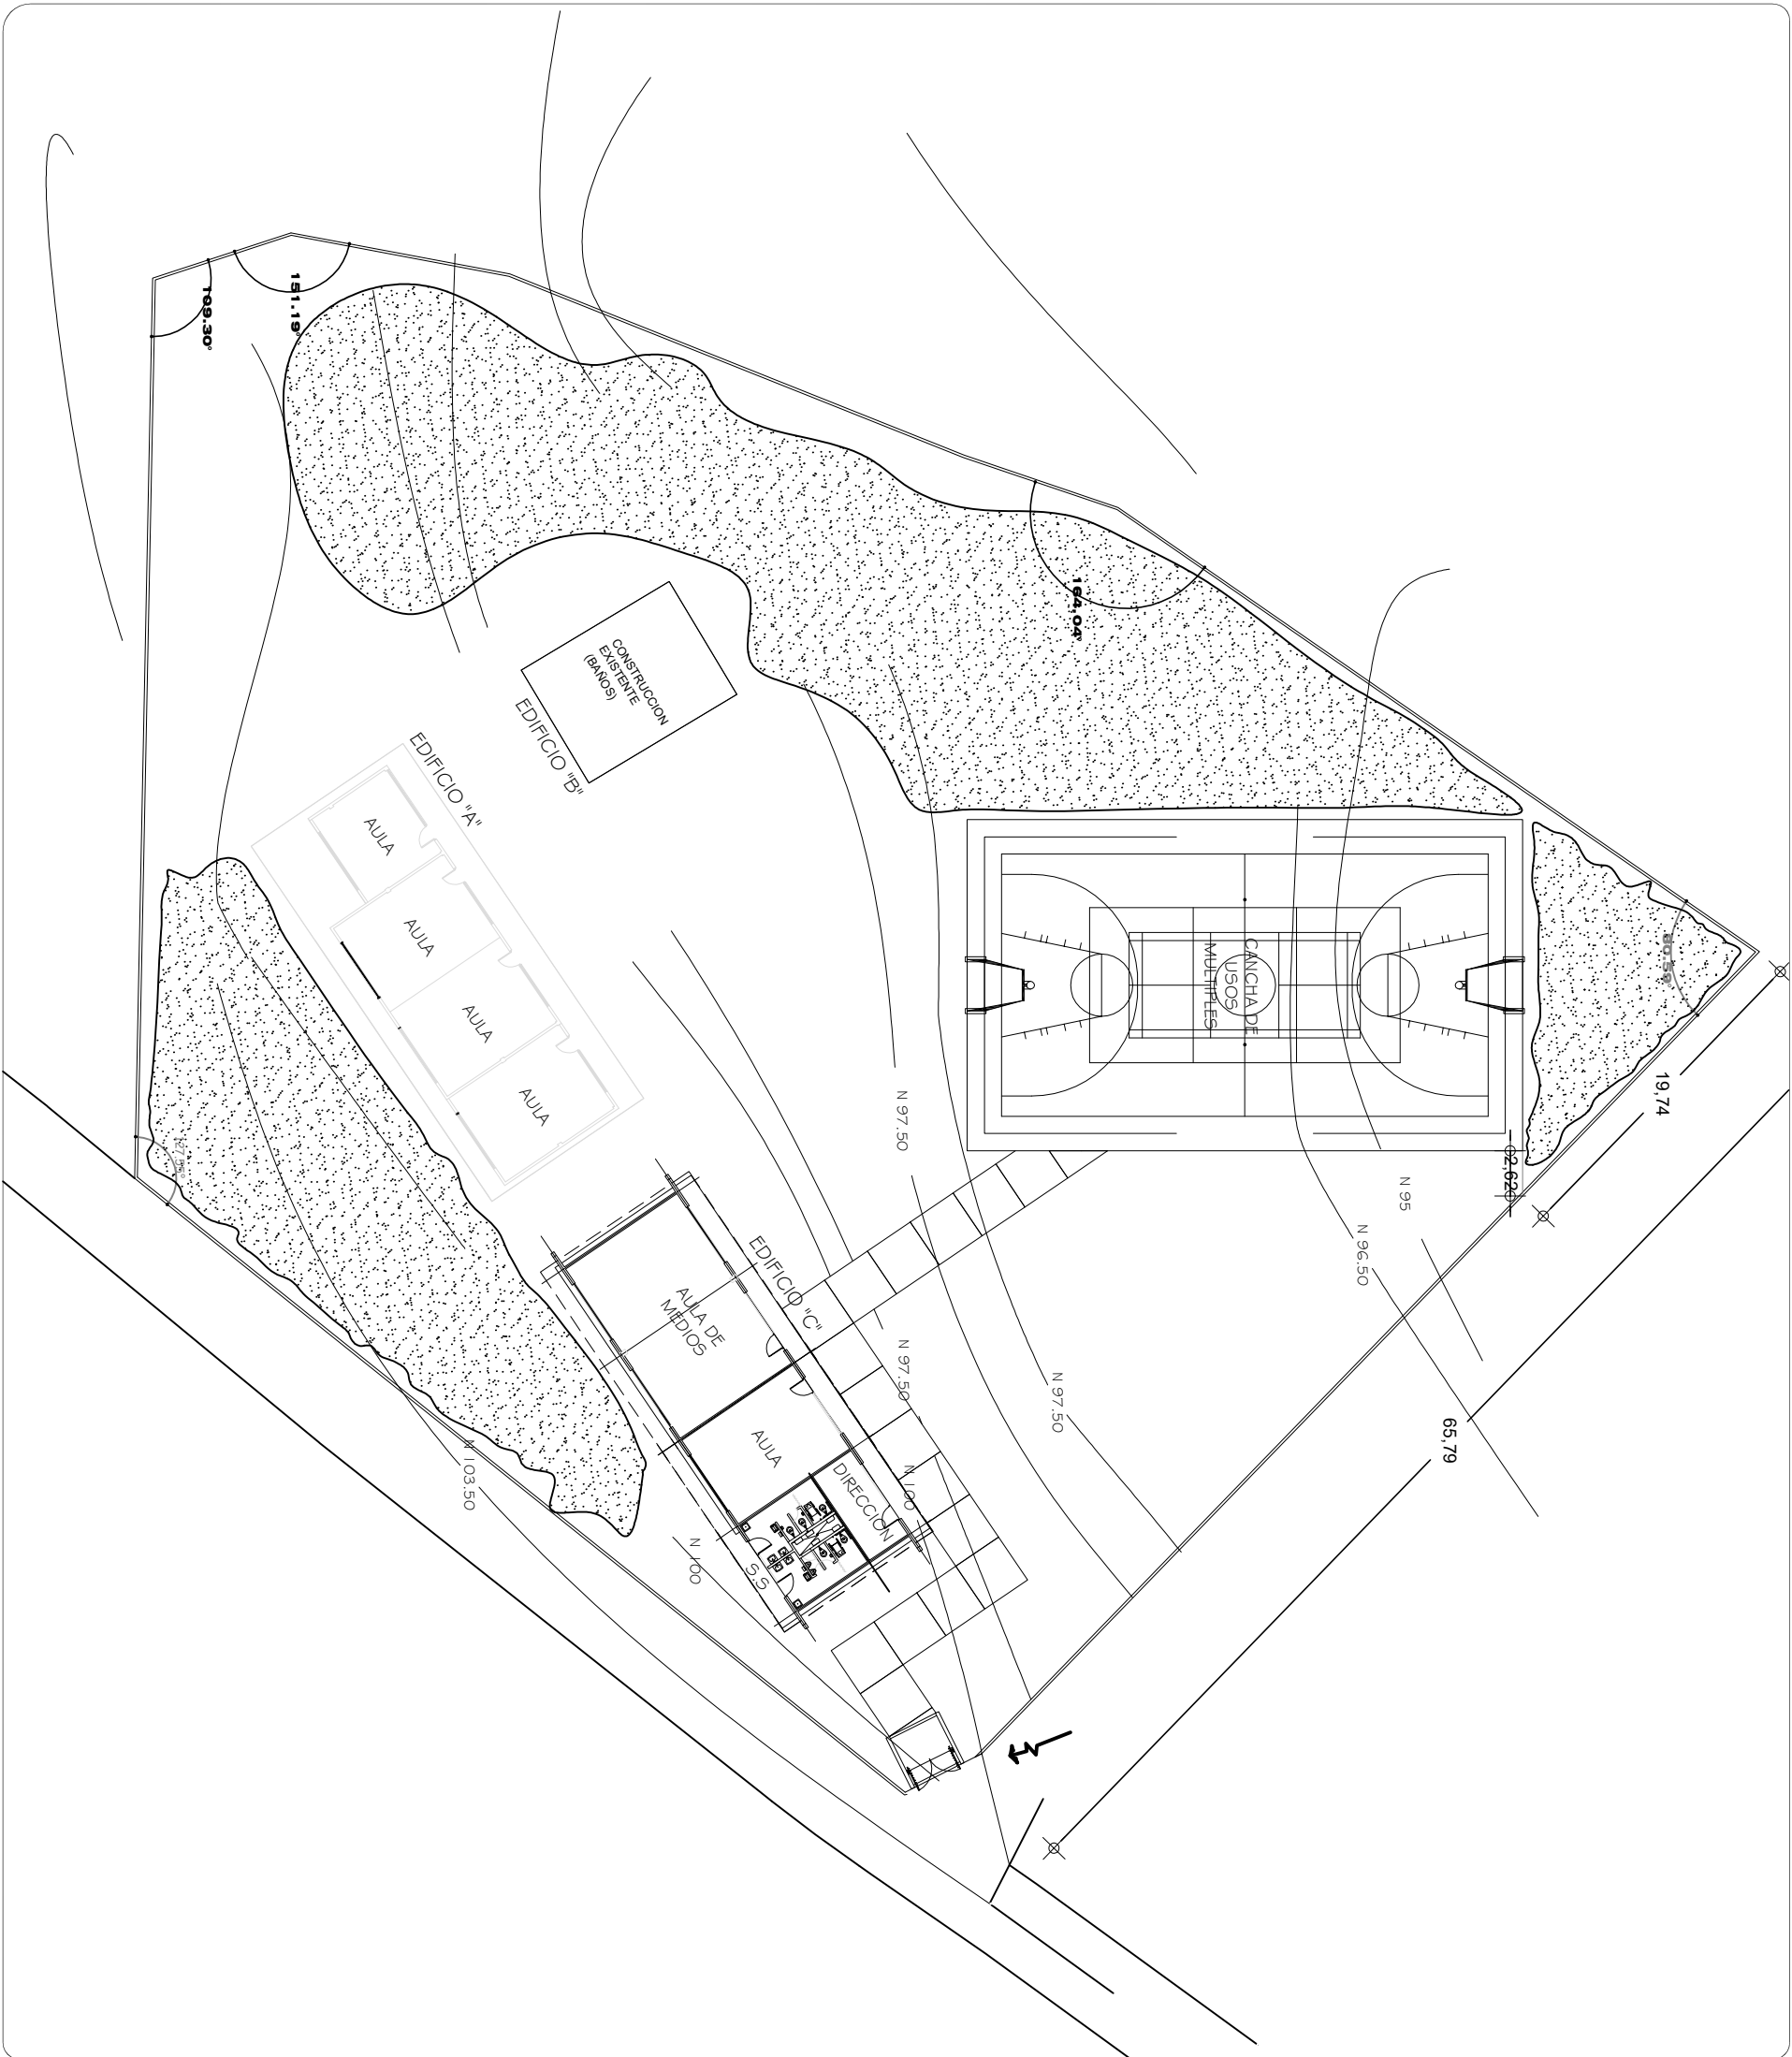 151.19°
109.30°
164,04°
CONSTRUCCION
EXISTENTE
(BAÑOS)
EDIFICIO "B"
EDIFICIO "A"
AULA
AULA
AULA
AULA
CANCHA DE
USOS
MULTIPLES
19,74
2,62
N 97.50
N 95
N 96.50
EDIFICIO "C"
AULA DE
MEDIOS
N 97.50
N 97.50
65,79
AULA
DIRECCION
N 100
N 103.50
N 100
S.S